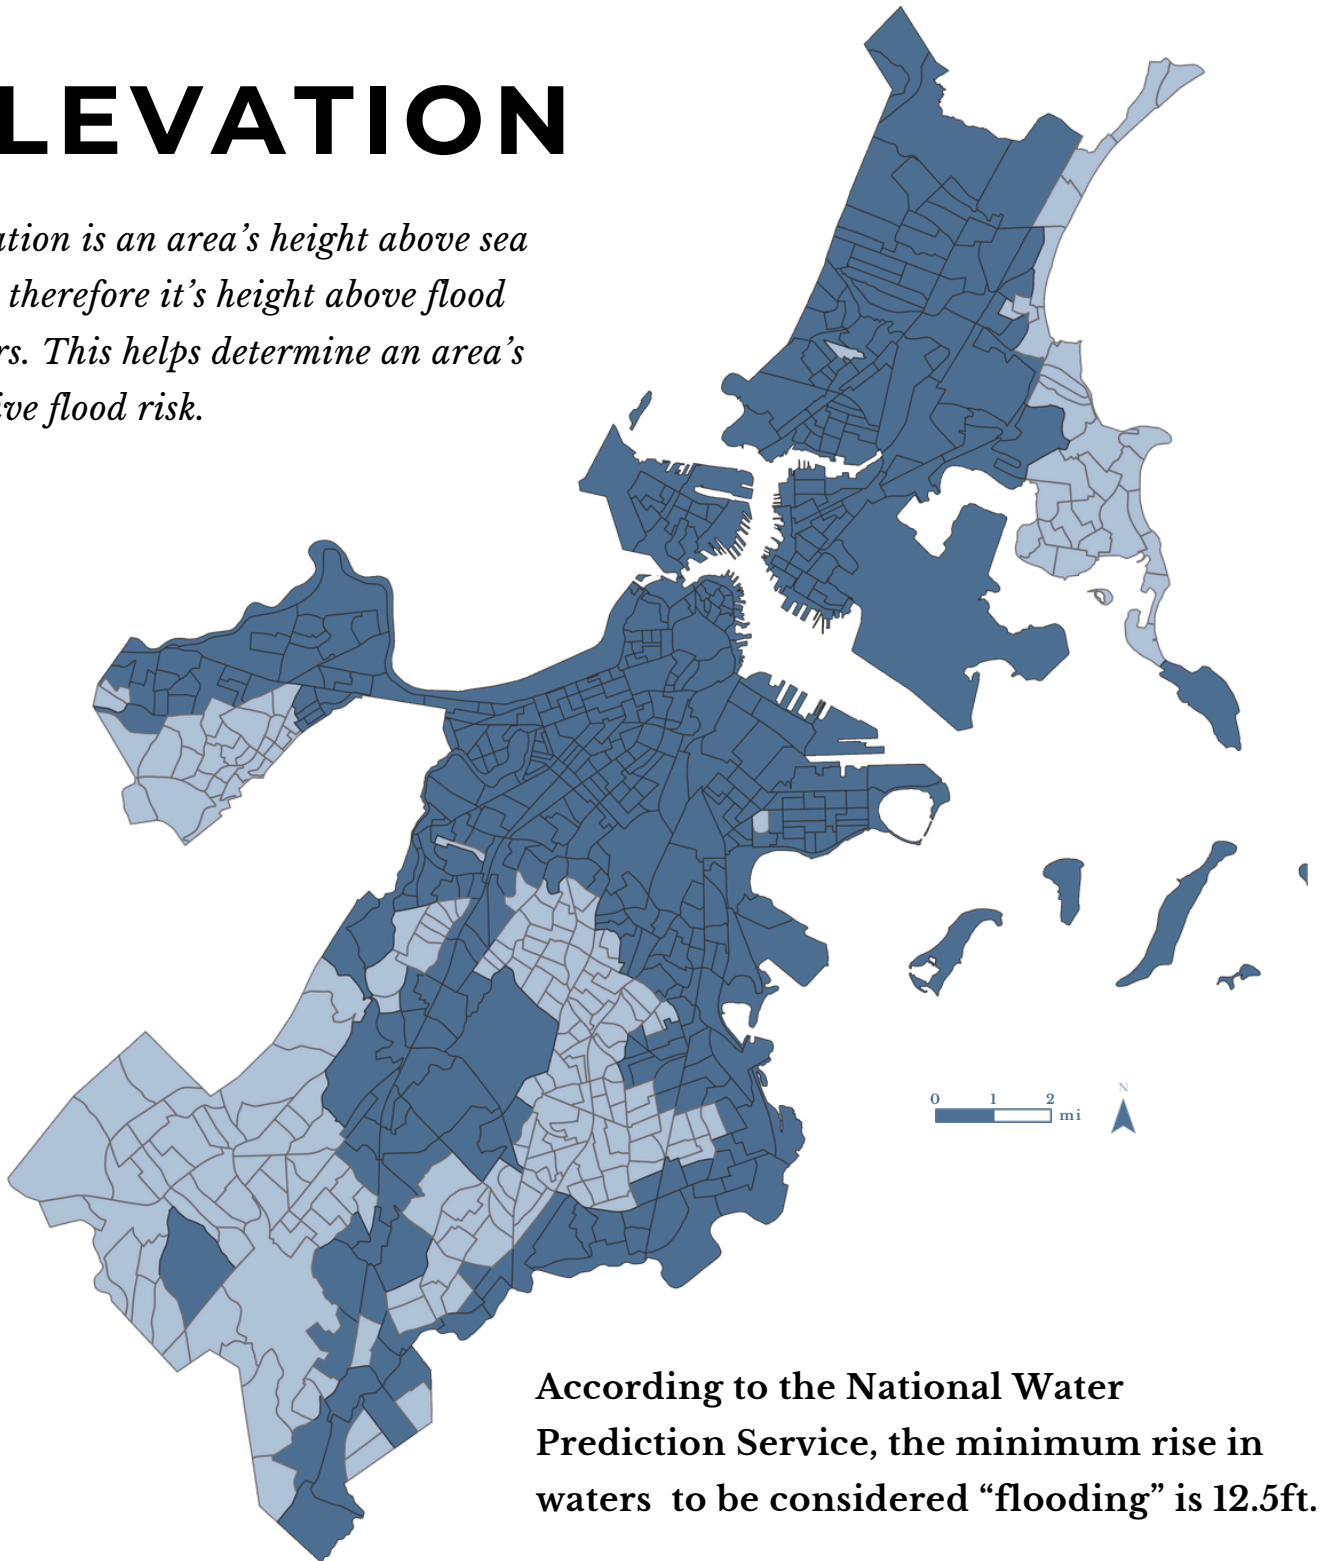 LEVATION
ation is an area’s height above sea
therefore it’s height above flood
rs. This helps determine an area’s
ive flood risk.
0 1 2
mi
N
According to the National Water
Prediction Service, the minimum rise in
waters to be considered “flooding” is 12.5ft.